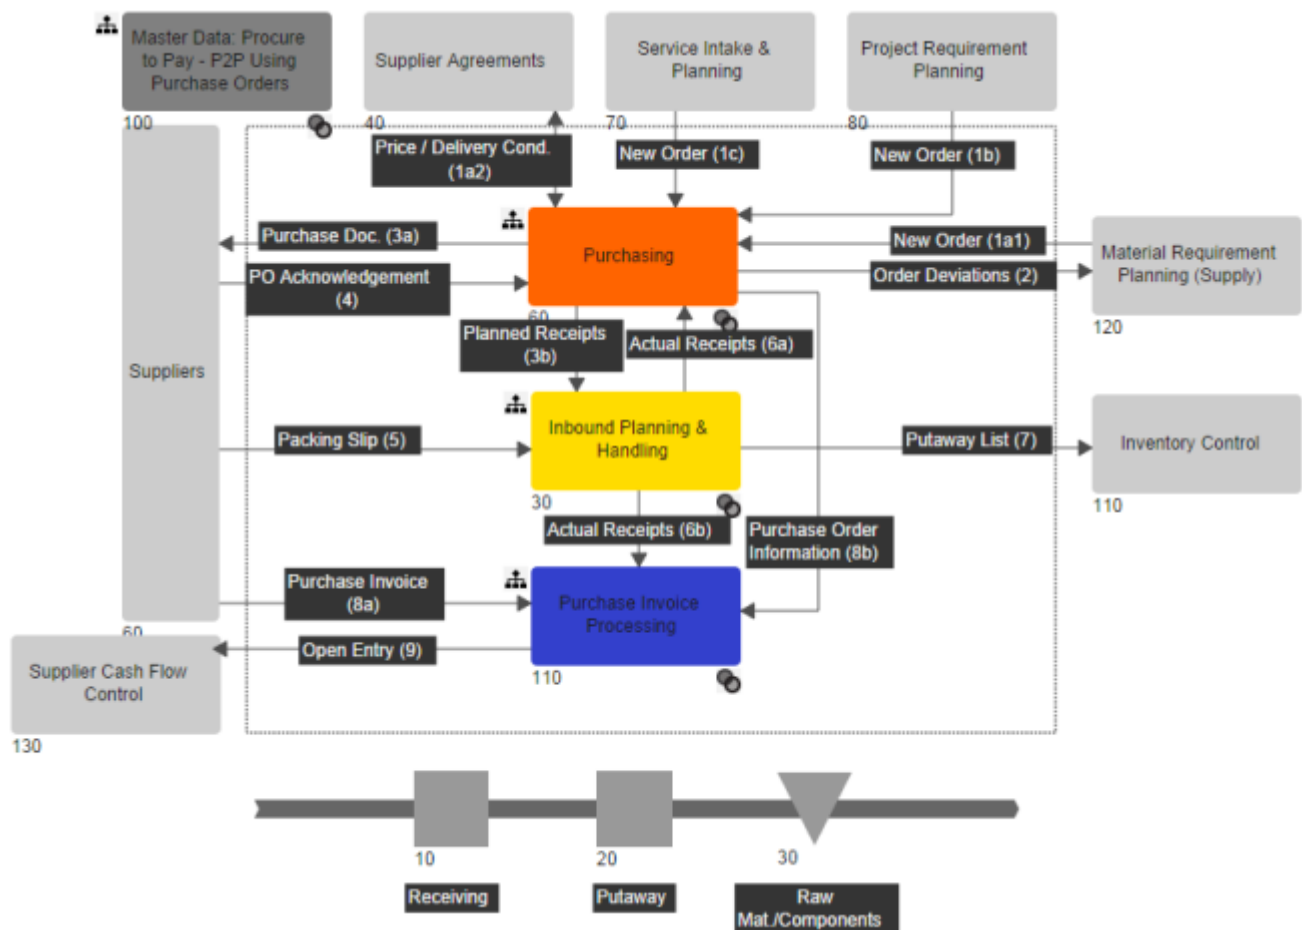 Master Data: Procure
to Pay - P2P Using
Purchase Orders
100
Supplier Agreements
40
Service Intake &
Planning
70
Project Requirement
Planning
80
Price / Delivery Cond.
(1a2)
New Order (1c)
New Order (1b)
Purchase Doc. (3a)
Purchasing
60
New Order (1a1)
Order Deviations (2)
Material Requirement
Planning (Supply)
120
PO Acknowledgement
(4)
Planned Receipts
(3b)
Actual Receipts (6a)
Suppliers
60
Packing Slip (5)
Inbound Planning &
Handling
30
Putaway List (7)
Inventory Control
110
Actual Receipts (6b)
Purchase Order
Information (8b)
Purchase Invoice
(8a)
Purchase Invoice
Processing
110
Open Entry (9)
Supplier Cash Flow
Control
130
10
20
30
Receiving
Putaway
Raw
Mat./Components